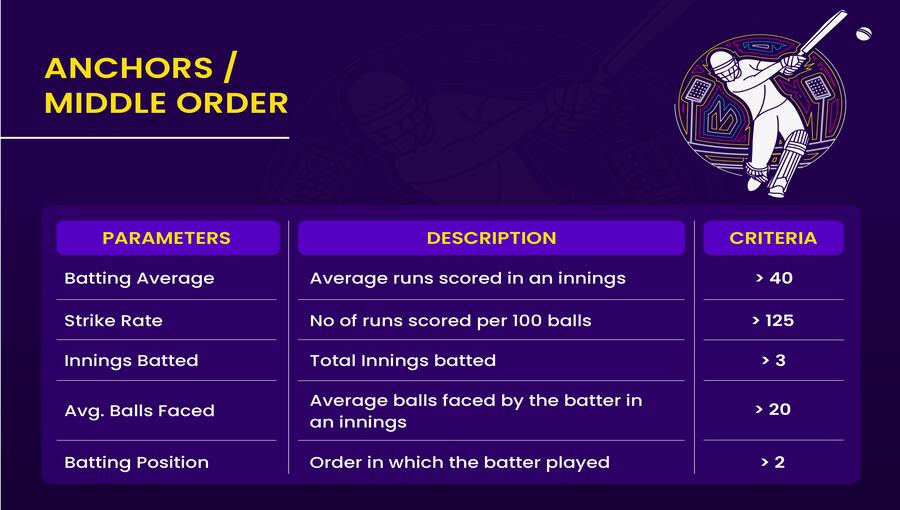 ANCHORS /
MIDDLE ORDER
PARAMETERS DESCRIPTION CRITERIA
Batting Average Average runs scored in an innings > 40
Strike Rate No of runs scored per 100 balls > 125
Innings Batted Total Innings batted > 3
Avg. Balls Faced Average balls faced by the batter in
an innings > 20
Batting Position Order in which the batter played > 2